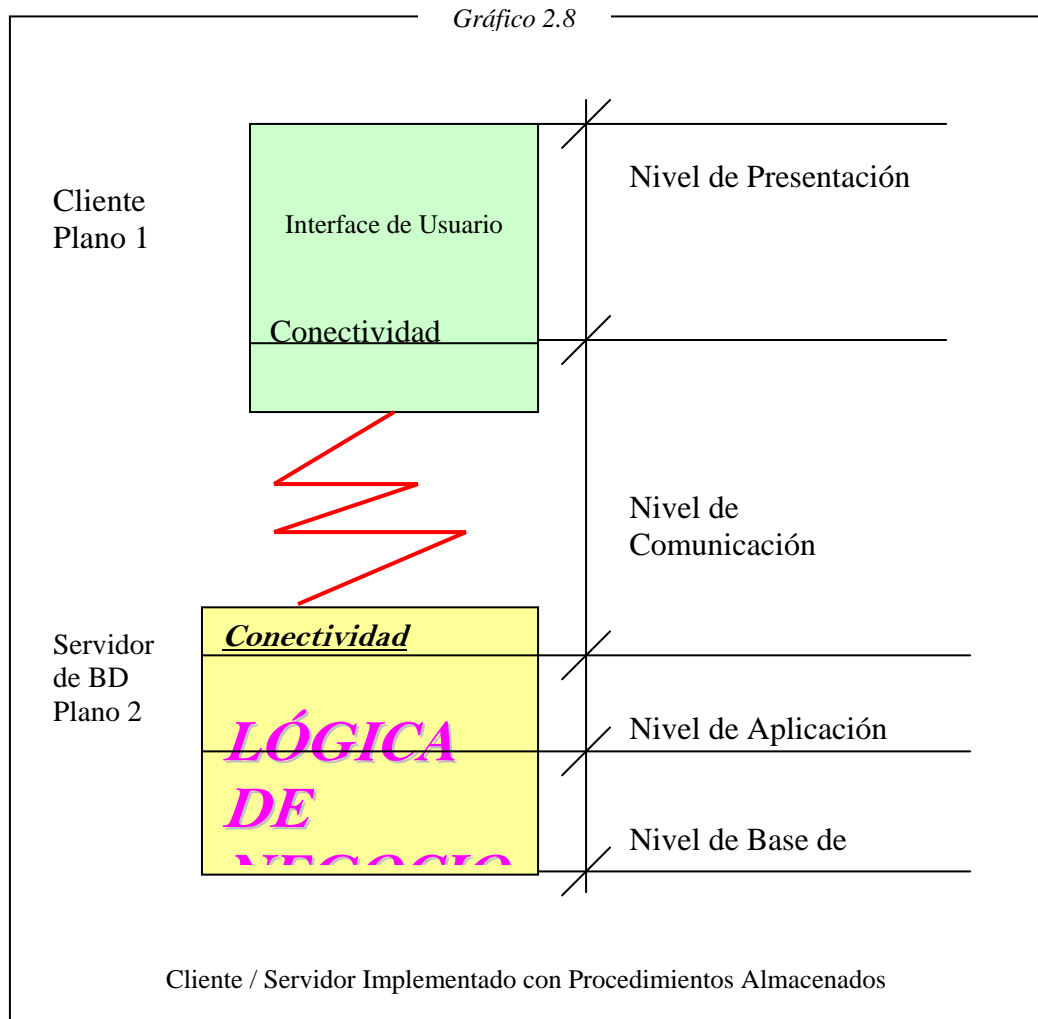 Gráfico 2.8
Cliente
Plano 1
Interface de Usuario
Conectividad
Nivel de Presentación
Nivel de
Comunicación
Servidor
de BD
Plano 2
Conectividad
LÓGICA
DE
NEGOCIO
Nivel de Aplicación
Nivel de Base de
Cliente / Servidor Implementado con Procedimientos Almacenados